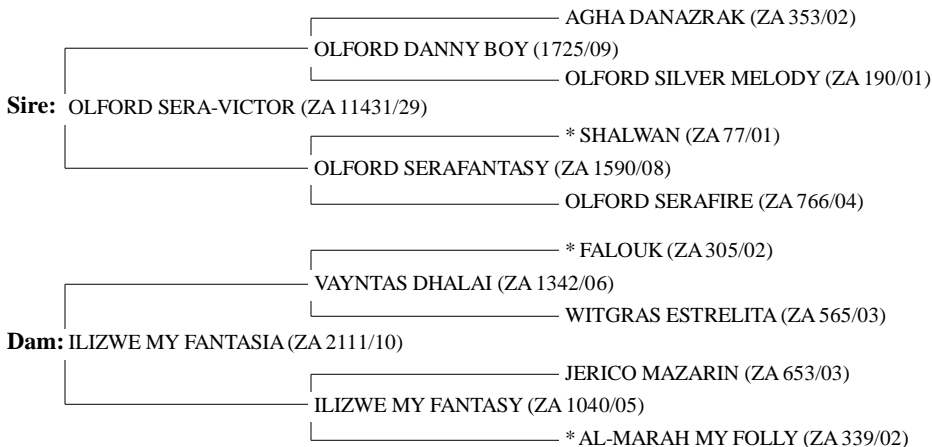 AGHA DANAZRAK (ZA 353/02)
OLFORD DANNY BOY (1725/09)
OLFORD SILVER MELODY (ZA 190/01)
Sire: OLFORD SERA-VICTOR (ZA 11431/29)
* SHALWAN (ZA 77/01)
OLFORD SERAFANTASY (ZA 1590/08)
OLFORD SERAFIRE (ZA 766/04)
* FALOUK (ZA 305/02)
VAYNTAS DHALAI (ZA 1342/06)
WITGRAS ESTRELITA (ZA 565/03)
Dam: ILIZWE MY FANTASIA (ZA 2111/10)
JERICO MAZARIN (ZA 653/03)
ILIZWE MY FANTASY (ZA 1040/05)
* AL-MARAH MY FOLLY (ZA 339/02)